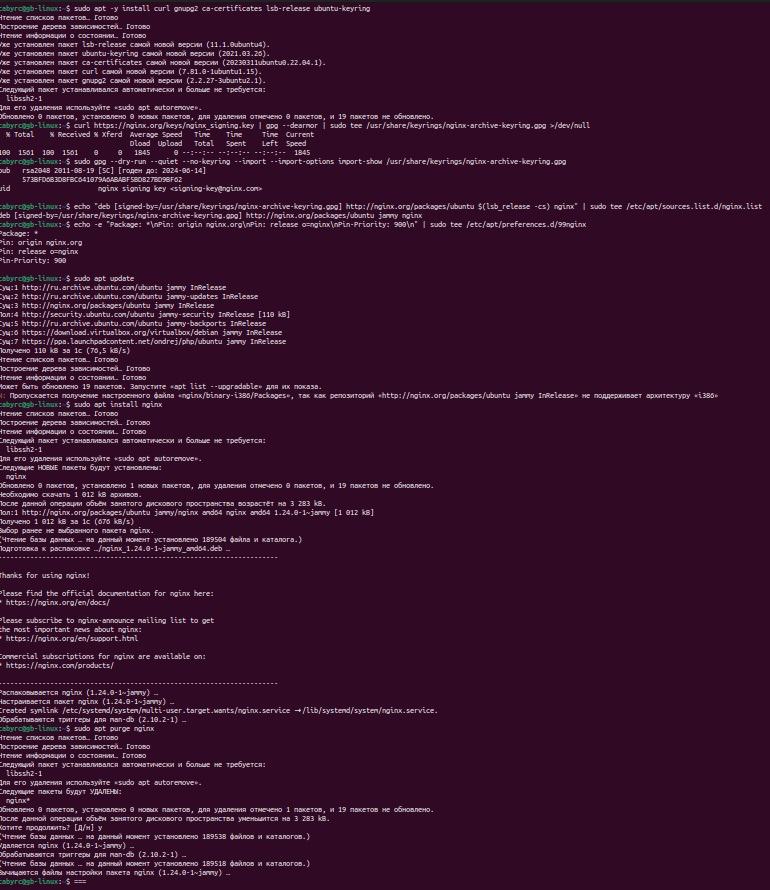 cabyrc@gb-linux:~$ sudo apt -y install curl gnupg2 ca-certificates lsb-release ubuntu-keyring
Чтение списков пакетов… Готово
Построение дерева зависимостей… Готово
Чтение информации о состоянии… Готово
Уже установлен пакет lsb-release самой новой версии (11.1.0ubuntu4).
Уже установлен пакет ubuntu-keyring самой новой версии (2021.03.26).
Уже установлен пакет ca-certificates самой новой версии (20230311ubuntu0.22.04.1).
Уже установлен пакет curl самой новой версии (7.81.0-1ubuntu1.15).
Уже установлен пакет gnupg2 самой новой версии (2.2.27-3ubuntu2.1).
Следующий пакет устанавливался автоматически и больше не требуется:
libssh2-1
Для его удаления используйте «sudo apt autoremove».
Обновлено 0 пакетов, установлено 0 новых пакетов, для удаления отмечено 0 пакетов, и 19 пакетов не обновлено.
cabyrc@gb-linux:~$ curl https://nginx.org/keys/nginx_signing.key | gpg --dearmor | sudo tee /usr/share/keyrings/nginx-archive-keyring.gpg >/dev/null
% Total % Received % Xferd Average Speed Time Time Time Current
Dload Upload Total Spent Left Speed
100 1561 100 1561 0 0 1845 0 --:--:-- --:--:-- --:--:-- 1845
cabyrc@gb-linux:~$ sudo gpg --dry-run --quiet --no-keyring --import --import-options import-show /usr/share/keyrings/nginx-archive-keyring.gpg
pub rsa2048 2011-08-19 [SC] [годен до: 2024-06-14]
573BFD6B3D8FBC641079A6ABABF5BD827BD9BF62
uid nginx signing key <signing-key@nginx.com>
cabyrc@gb-linux:~$ echo "deb [signed-by=/usr/share/keyrings/nginx-archive-keyring.gpg] http://nginx.org/packages/ubuntu $(lsb_release -cs) nginx" | sudo tee /etc/apt/sources.list.d/nginx.list
deb [signed-by=/usr/share/keyrings/nginx-archive-keyring.gpg] http://nginx.org/packages/ubuntu jammy nginx
cabyrc@gb-linux:~$ echo -e "Package: *\nPin: origin nginx.org\nPin: release o=nginx\nPin-Priority: 900\n" | sudo tee /etc/apt/preferences.d/99nginx
Package: *
Pin: origin nginx.org
Pin: release o=nginx
Pin-Priority: 900
cabyrc@gb-linux:~$ sudo apt update
Сущ:1 http://ru.archive.ubuntu.com/ubuntu jammy InRelease
Сущ:2 http://ru.archive.ubuntu.com/ubuntu jammy-updates InRelease
Сущ:3 http://nginx.org/packages/ubuntu jammy InRelease
Пол:4 http://security.ubuntu.com/ubuntu jammy-security InRelease [110 kB]
Сущ:5 http://ru.archive.ubuntu.com/ubuntu jammy-backports InRelease
Сущ:6 https://download.virtualbox.org/virtualbox/debian jammy InRelease
Сущ:7 https://ppa.launchpadcontent.net/ondrej/php/ubuntu jammy InRelease
Получено 110 kB за 1с (76,5 kB/s)
Чтение списков пакетов… Готово
Построение дерева зависимостей… Готово
Чтение информации о состоянии… Готово
Может быть обновлено 19 пакетов. Запустите «apt list --upgradable» для их показа.
N: Пропускается получение настроенного файла «nginx/binary-i386/Packages», так как репозиторий «http://nginx.org/packages/ubuntu jammy InRelease» не поддерживает архитектуру «i386»
cabyrc@gb-linux:~$ sudo apt install nginx
Чтение списков пакетов… Готово
Построение дерева зависимостей… Готово
Чтение информации о состоянии… Готово
Следующий пакет устанавливался автоматически и больше не требуется:
libssh2-1
Для его удаления используйте «sudo apt autoremove».
Следующие НОВЫЕ пакеты будут установлены:
nginx
Обновлено 0 пакетов, установлено 1 новых пакетов, для удаления отмечено 0 пакетов, и 19 пакетов не обновлено.
Необходимо скачать 1 012 kB архивов.
После данной операции объём занятого дискового пространства возрастёт на 3 283 kB.
Пол:1 http://nginx.org/packages/ubuntu jammy/nginx amd64 nginx amd64 1.24.0-1~jammy [1 012 kB]
Получено 1 012 kB за 1с (676 kB/s)
Выбор ранее не выбранного пакета nginx.
(Чтение базы данных … на данный момент установлено 189504 файла и каталога.)
Подготовка к распаковке …/nginx_1.24.0-1~jammy_amd64.deb …
----------------------------------------------------------------------
Thanks for using nginx!
Please find the official documentation for nginx here:
* https://nginx.org/en/docs/
Please subscribe to nginx-announce mailing list to get
the most important news about nginx:
* https://nginx.org/en/support.html
Commercial subscriptions for nginx are available on:
* https://nginx.com/products/
----------------------------------------------------------------------
Распаковывается nginx (1.24.0-1~jammy) …
Настраивается пакет nginx (1.24.0-1~jammy) …
Created symlink /etc/systemd/system/multi-user.target.wants/nginx.service → /lib/systemd/system/nginx.service.
Обрабатываются триггеры для man-db (2.10.2-1) …
cabyrc@gb-linux:~$ sudo apt purge nginx
Чтение списков пакетов… Готово
Построение дерева зависимостей… Готово
Чтение информации о состоянии… Готово
Следующий пакет устанавливался автоматически и больше не требуется:
libssh2-1
Для его удаления используйте «sudo apt autoremove».
Следующие пакеты будут УДАЛЕНЫ:
nginx*
Обновлено 0 пакетов, установлено 0 новых пакетов, для удаления отмечено 1 пакетов, и 19 пакетов не обновлено.
После данной операции объём занятого дискового пространства уменьшится на 3 283 kB.
Хотите продолжить? [Д/н] y
(Чтение базы данных … на данный момент установлено 189538 файлов и каталогов.)
Удаляется nginx (1.24.0-1~jammy) …
Обрабатываются триггеры для man-db (2.10.2-1) …
(Чтение базы данных … на данный момент установлено 189518 файлов и каталогов.)
Вычищаются файлы настройки пакета nginx (1.24.0-1~jammy) …
cabyrc@gb-linux:~$ ===